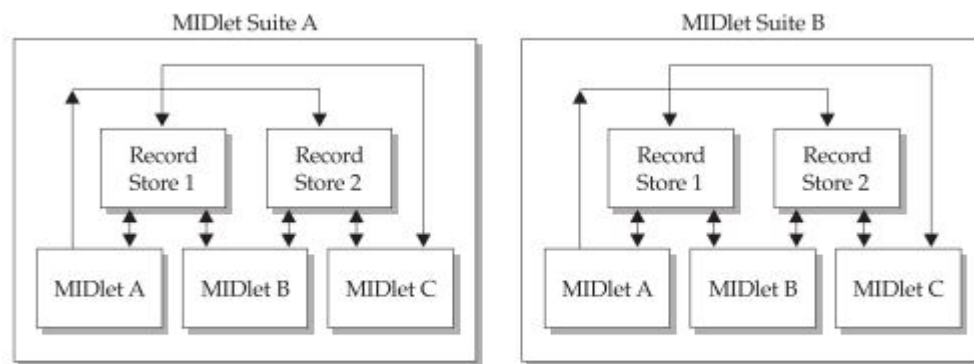 MIDlet Suite A
Record
Store 1
Record
Store 2
MIDlet A
MIDlet B
MIDlet C
MIDlet Suite B
Record
Store 1
Record
Store 2
MIDlet A
MIDlet B
MIDlet C